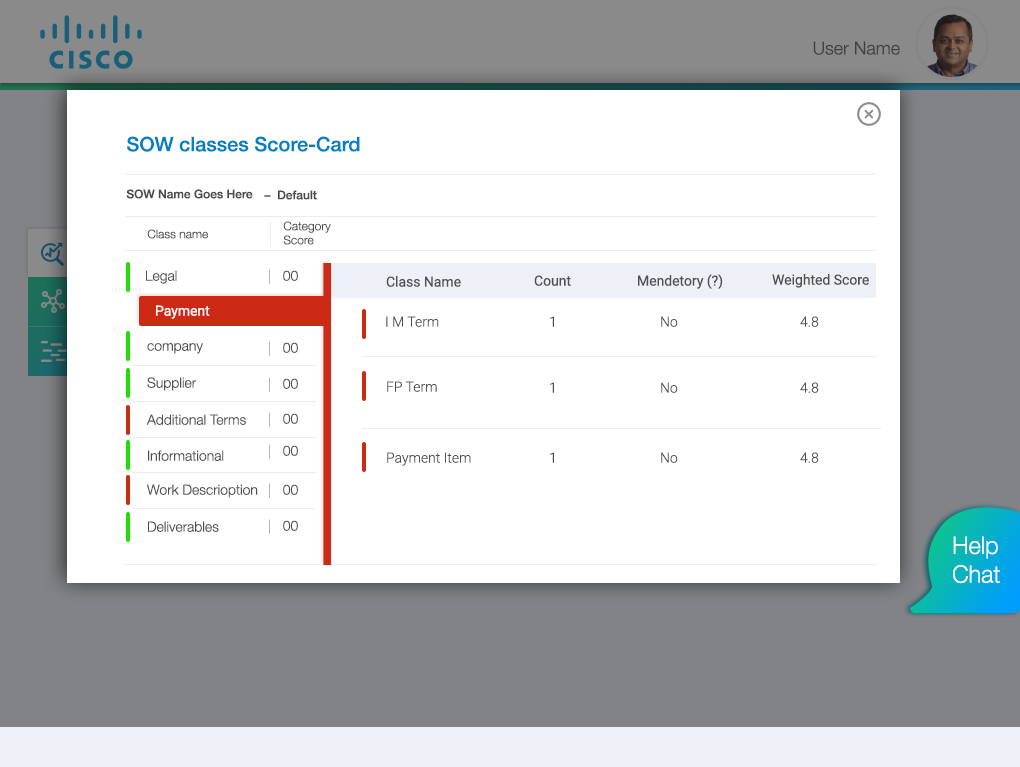 CISCO
User Name
SOW classes Score-Card
SOW Name Goes Here – Default
Class name
Category
Score
Legal 00
Payment
company 00
Supplier 00
Additional Terms 00
Informational 00
Work Descrioption 00
Deliverables 00
Class Name Count Mendetory (?) Weighted Score
I M Term 1 No 4.8
FP Term 1 No 4.8
Payment Item 1 No 4.8
Help
Chat